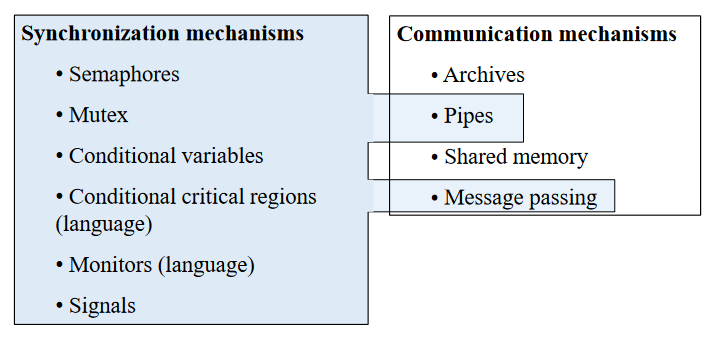 Synchronization mechanisms
• Semaphores
• Mutex
• Conditional variables
• Conditional critical regions
(language)
• Monitors (language)
• Signals
Communication mechanisms
• Archives
• Pipes
• Shared memory
• Message passing